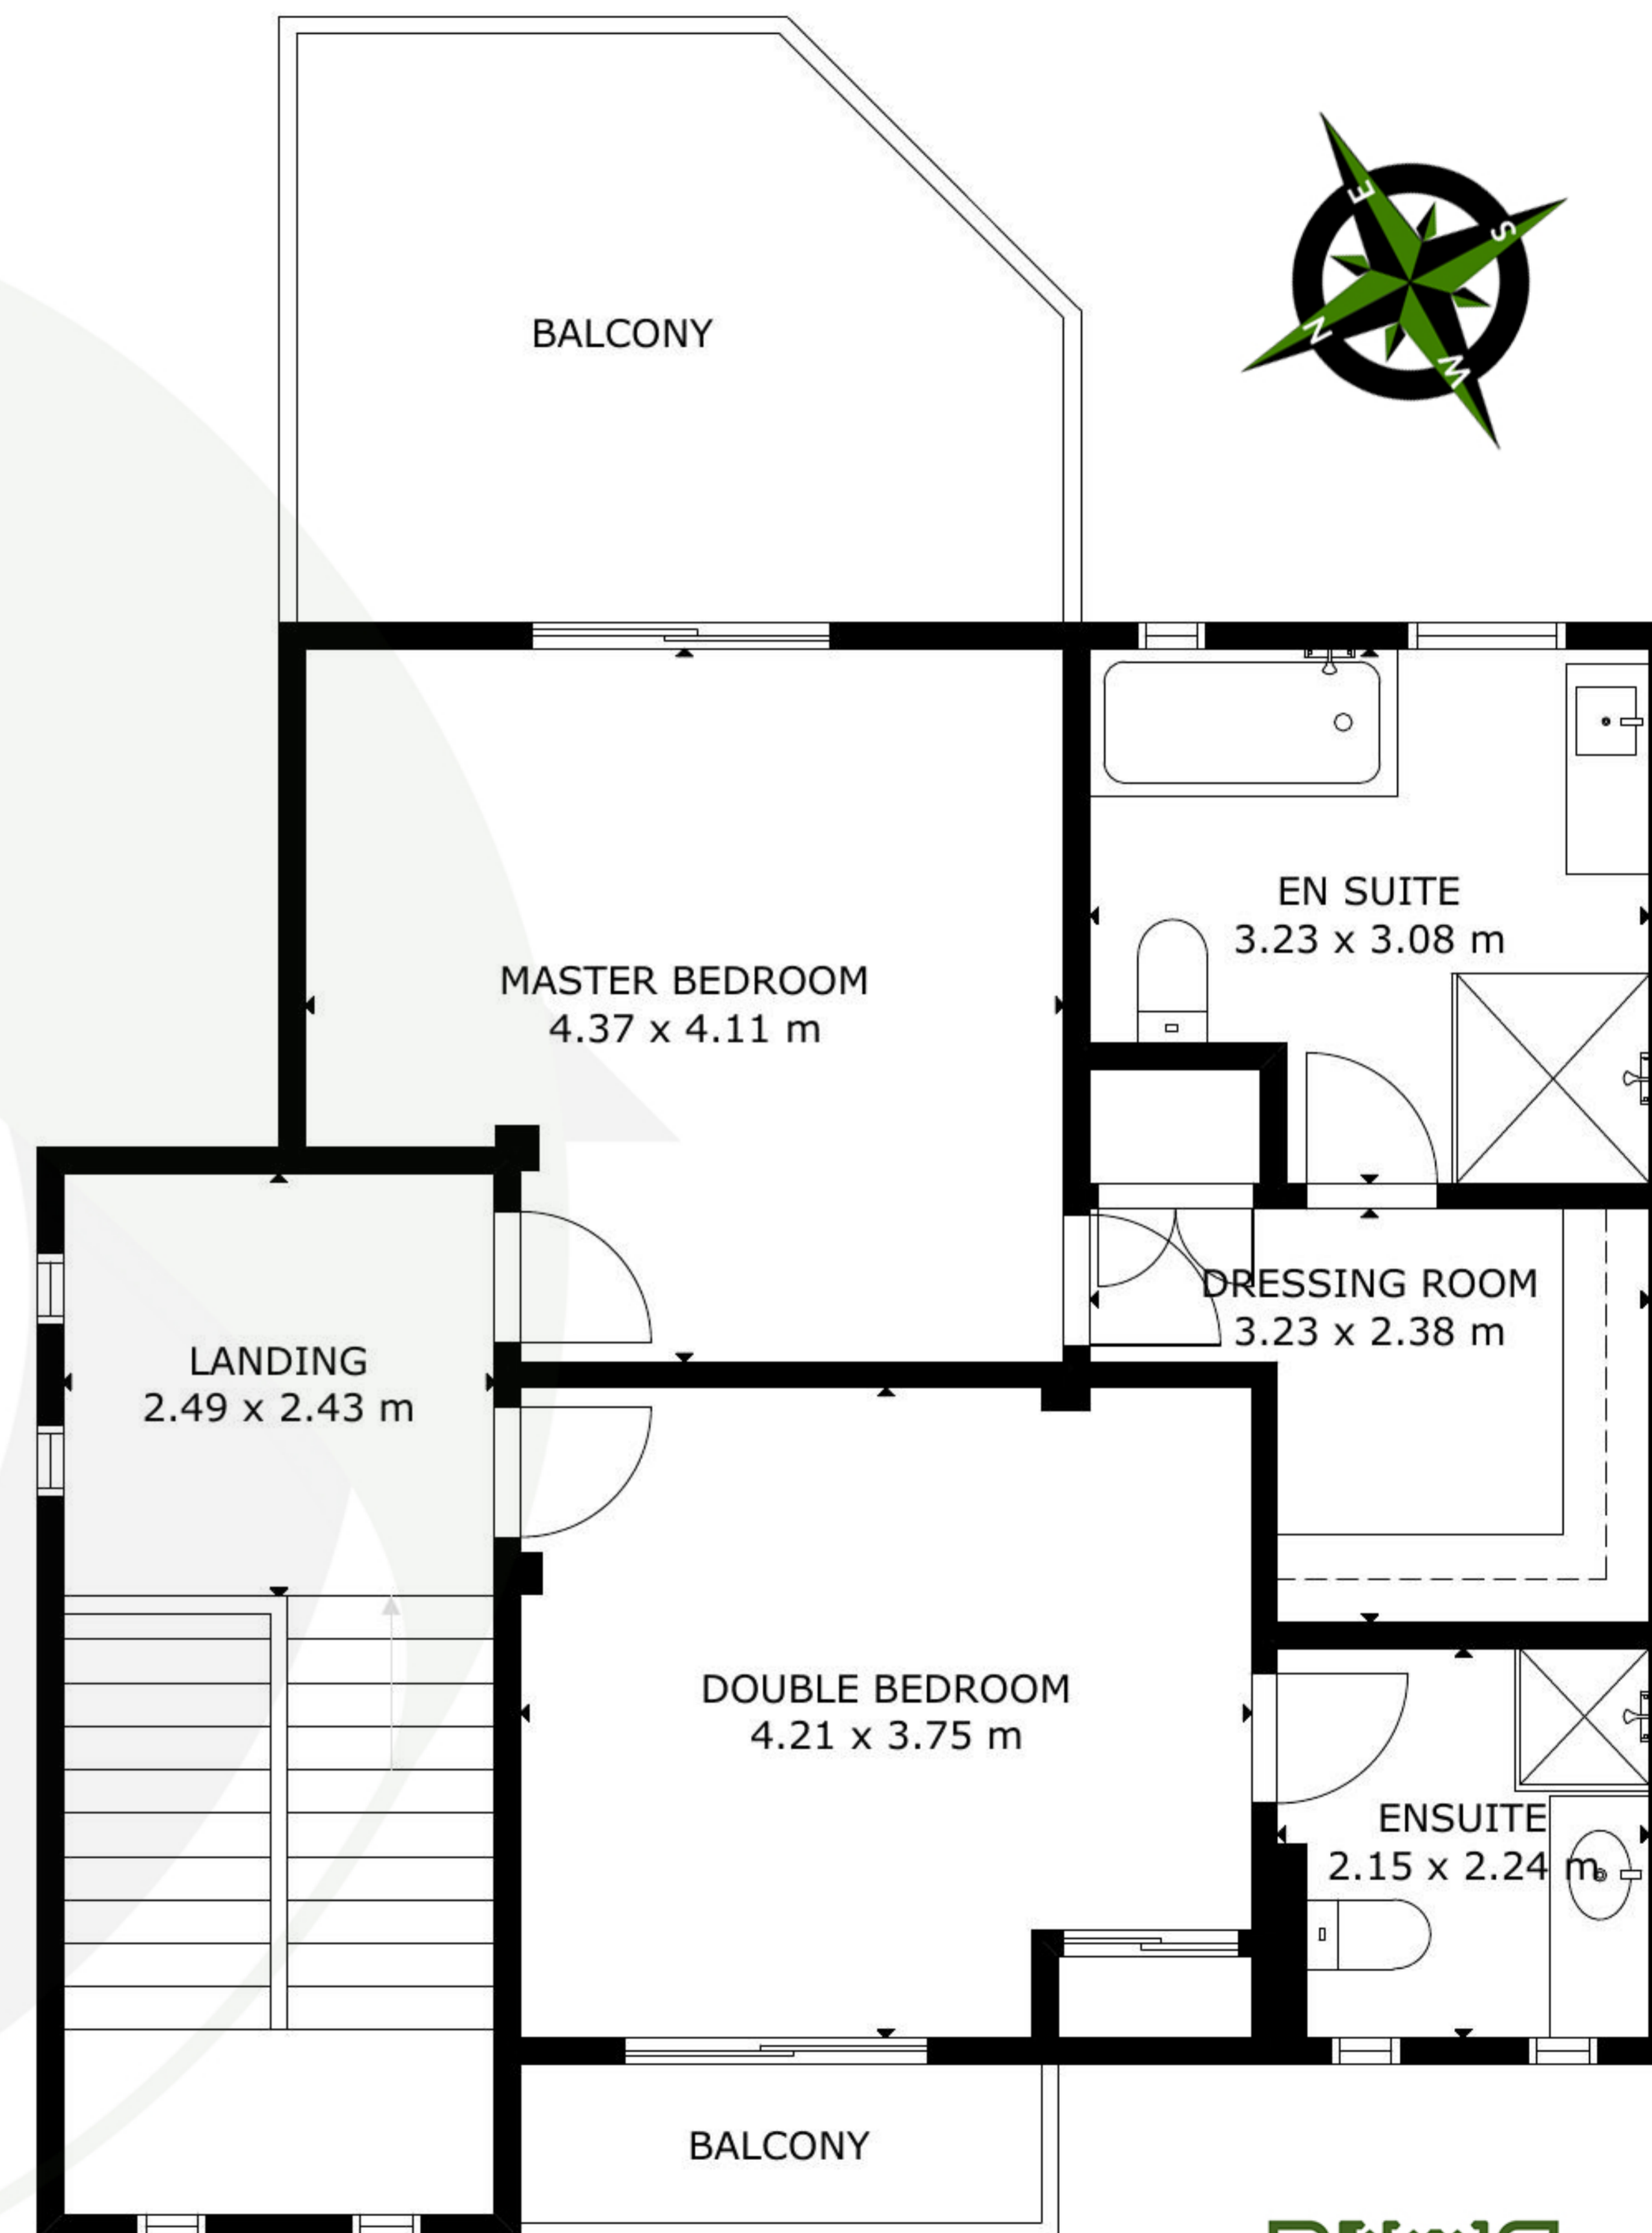 E
S
N
W
BALCONY
EN SUITE
3.23 x 3.08 m
MASTER BEDROOM
4.37 x 4.11 m
DRESSING ROOM
3.23 x 2.38 m
LANDING
2.49 x 2.43 m
DOUBLE BEDROOM
4.21 x 3.75 m
ENSUITE
2.15 x 2.24 m
BALCONY